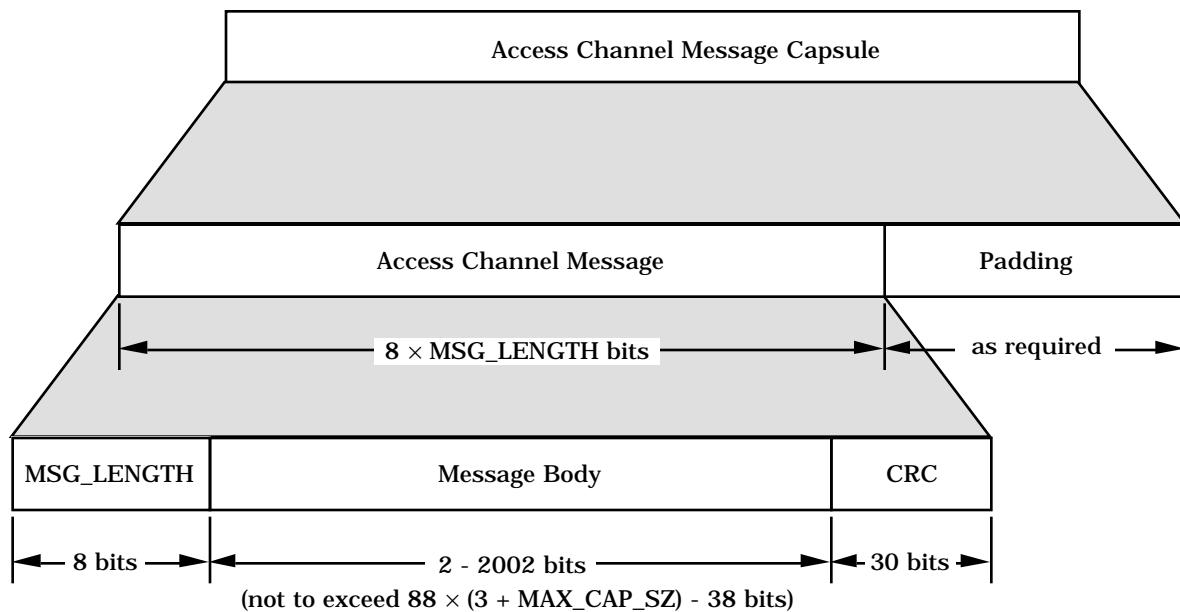 Access Channel Message Capsule
Access Channel Message
Padding
8 × MSG_LENGTH bits
as required
MSG_LENGTH
Message Body
CRC
8 bits
2 - 2002 bits
30 bits
(not to exceed 88 × (3 + MAX_CAP_SZ) - 38 bits)